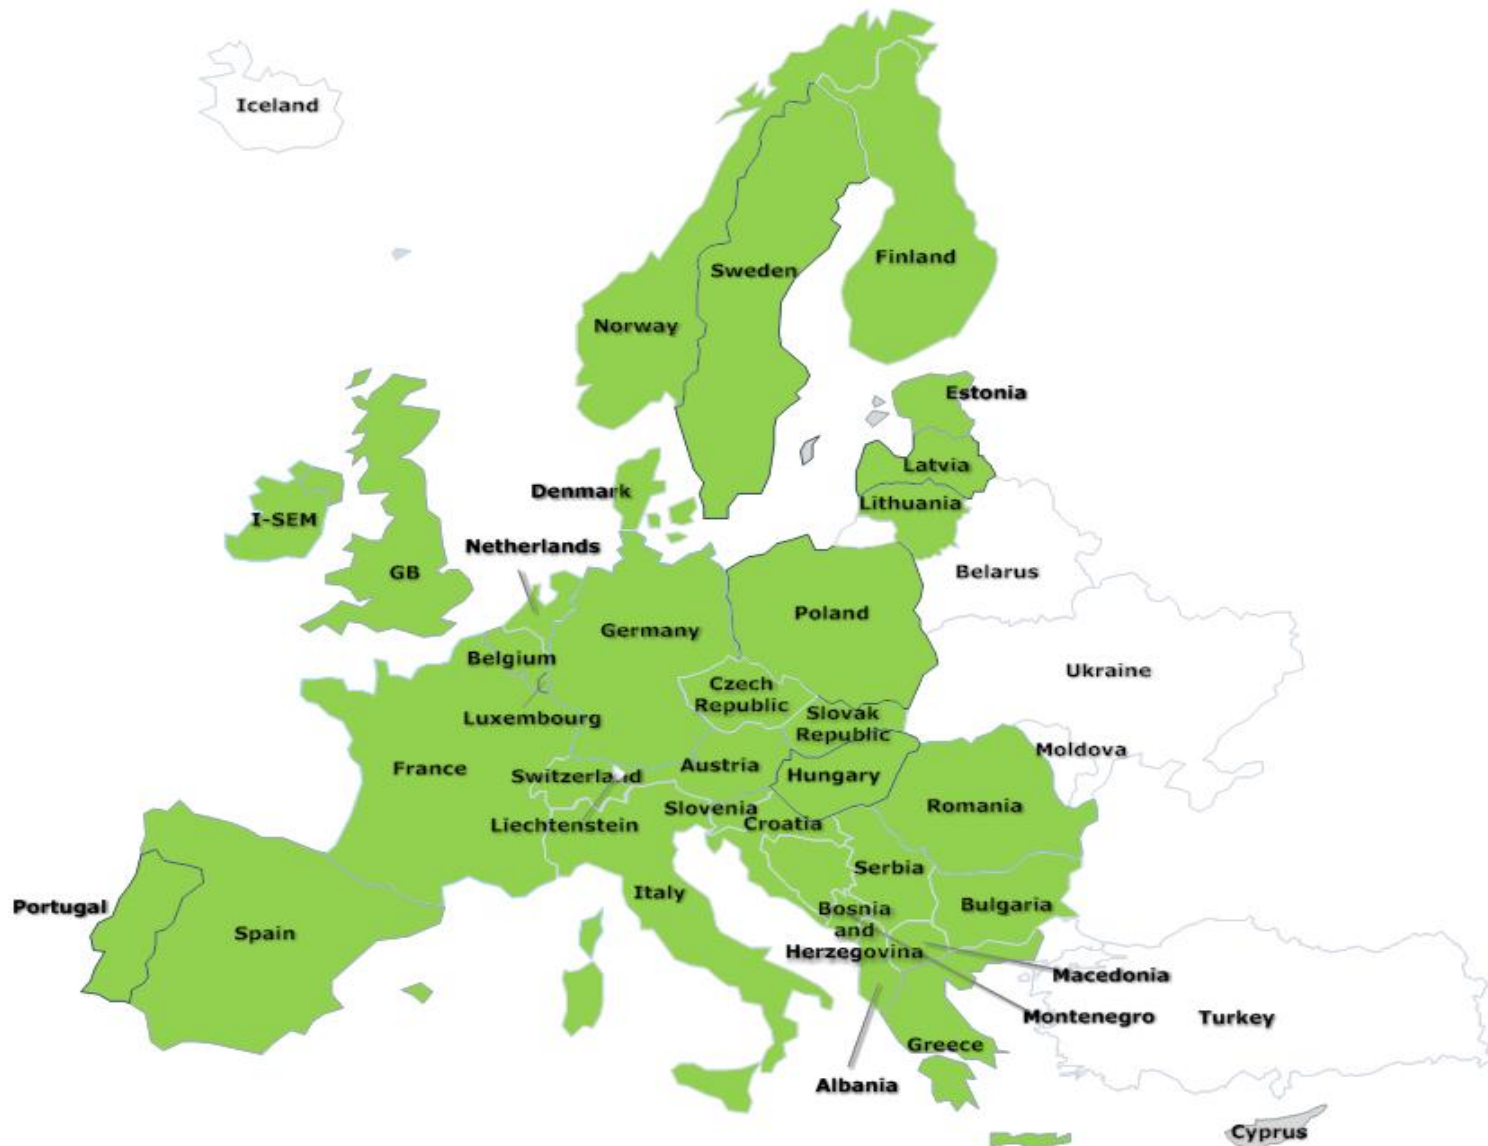 Iceland
Sweden
Finland
Norway
Estonia
Latvia
Lithuania
Denmark
I-SEM
Netherlands
GB
Belarus
Poland
Germany
Belgium
Ukraine
Czech
Republic
Luxembourg
Slovak
Republic
Moldova
France
Switzerland
Austria
Hungary
Slovenia
Romania
Liechtenstein
Croatia
Serbia
Italy
Portugal
Spain
Bosnia
and
Herzegovina
Bulgaria
Macedonia
Montenegro
Turkey
Greece
Albania
Cyprus